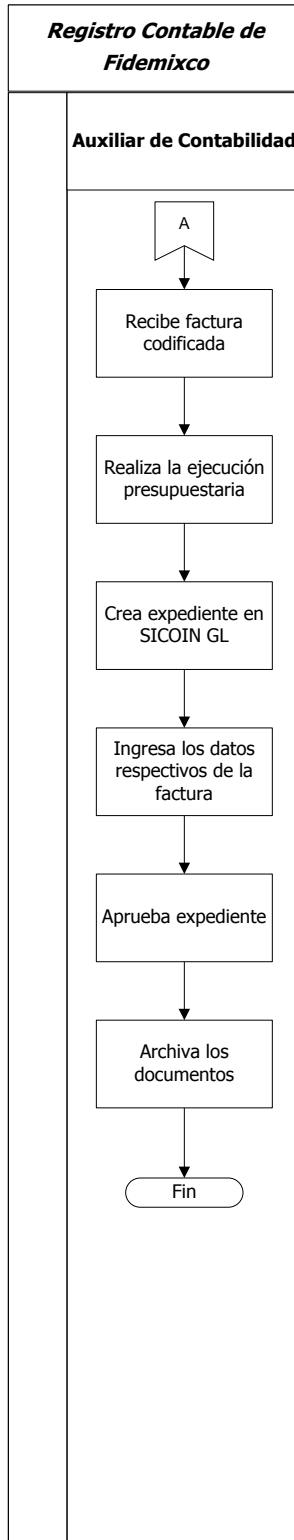 Registro Contable de
Fidemixco
Auxiliar de Contabilidad
A
Recibe factura
codificada
Realiza la ejecución
presupuestaria
Crea expediente en
SICOIN GL
Ingresa los datos
respectivos de la
factura
Aprueba expediente
Archiva los
documentos
Fin